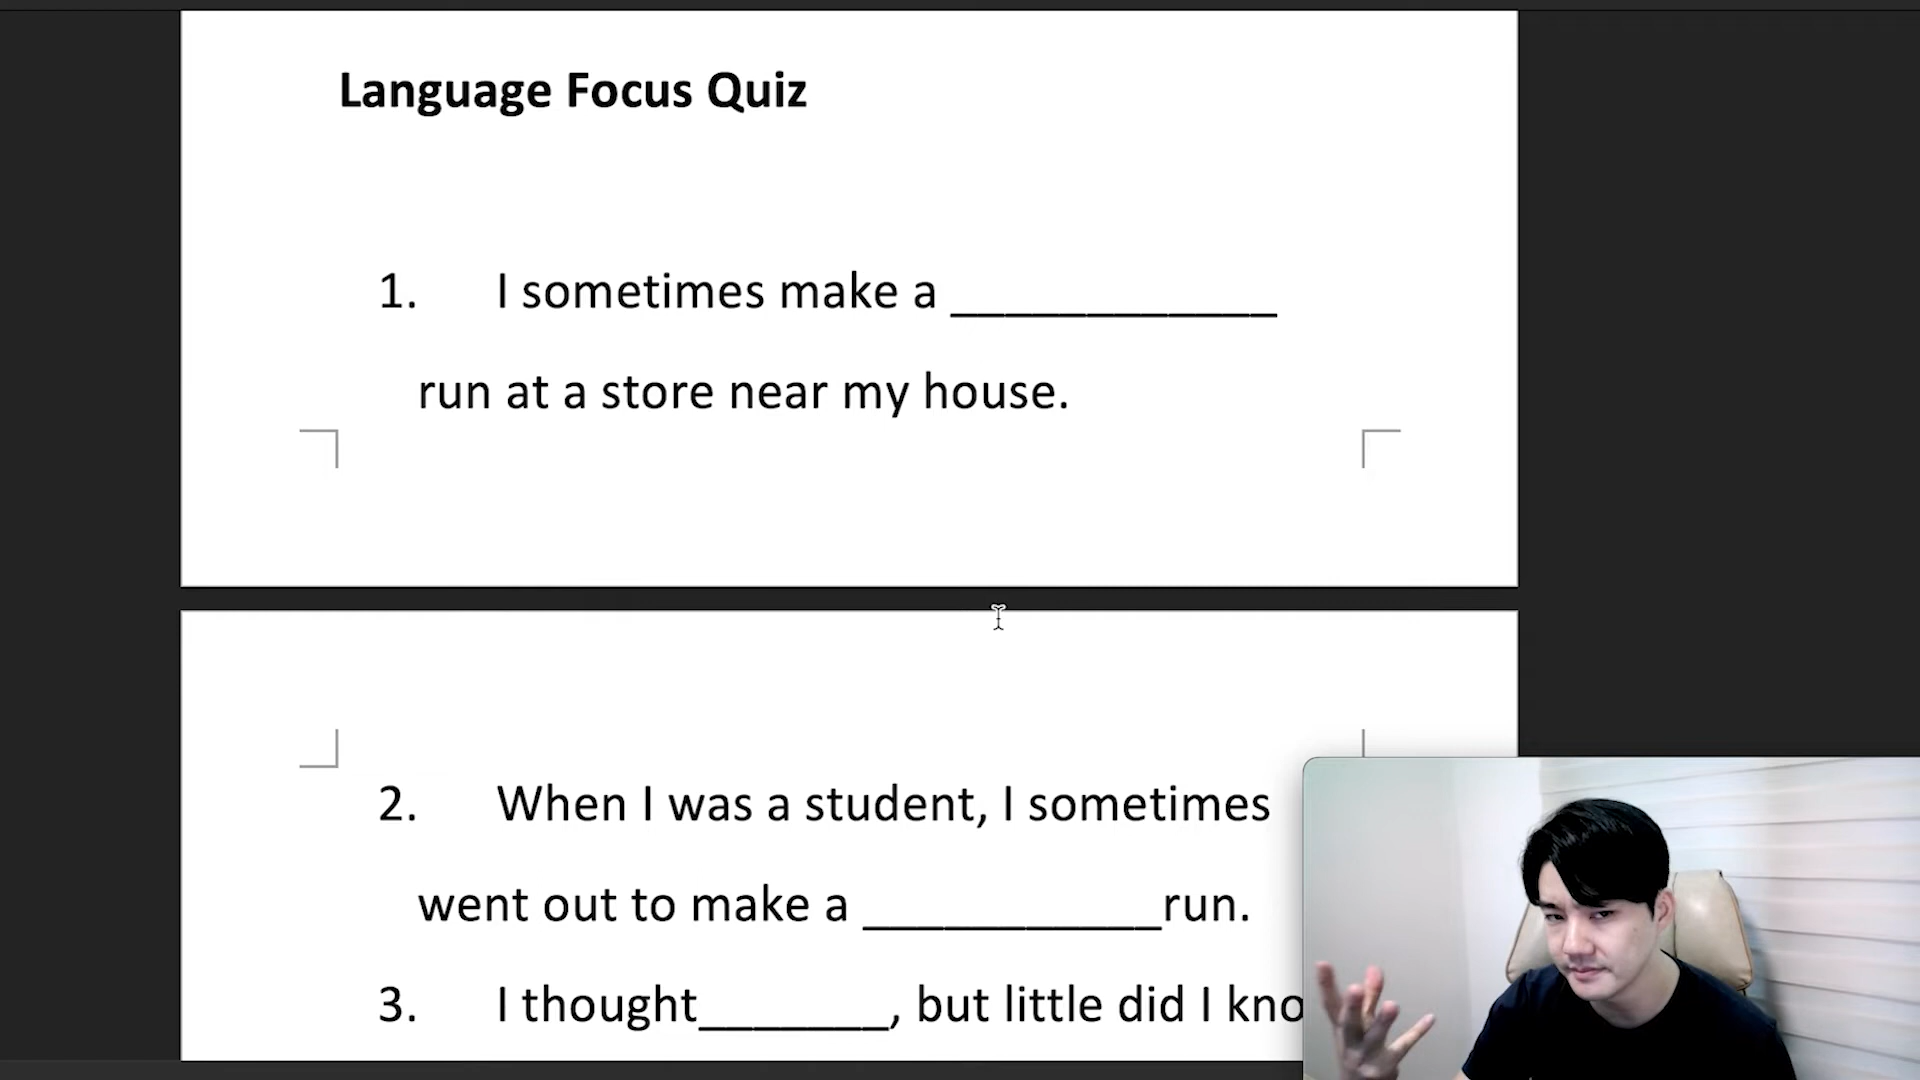 Language Focus Quiz
1. I sometimes make a ____________
run at a store near my house.
2. When I was a student, I sometimes
went out to make a ___________run.
3. I thought_______, but little did I kno